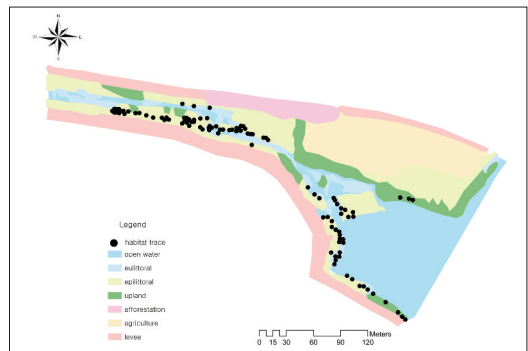 N
W E
S
Legend
habitat trace
open water
eulittoral
epilittoral
upland
afforestation
agriculture
levee
Meters
0 15 30 60 90 120